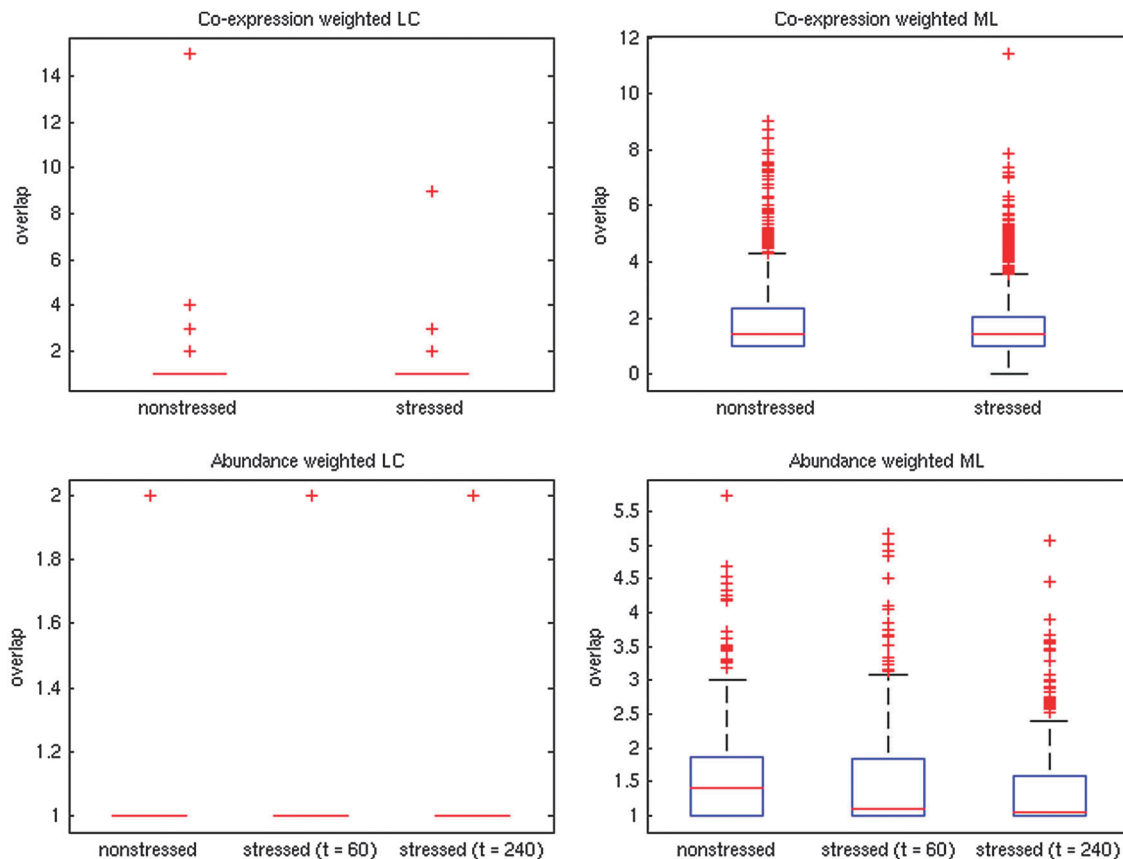 Co-expression weighted LC
overlap
14
12
10
8
6
4
2
nonstressed stressed
Co-expression weighted ML
overlap
12
10
8
6
4
2
0
nonstressed stressed
Abundance weighted LC
overlap
2
1.8
1.6
1.4
1.2
1
nonstressed stressed (t = 60) stressed (t = 240)
Abundance weighted ML
overlap
5.5
5
4.5
4
3.5
3
2.5
2
1.5
1
nonstressed stressed (t = 60) stressed (t = 240)